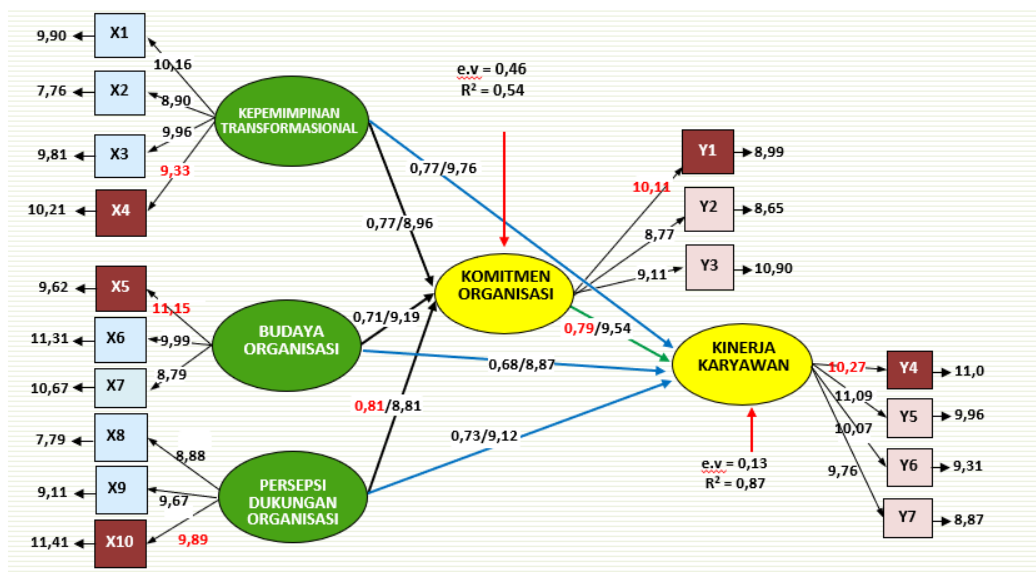 9,90
X1
10,16
7,76
X2
8,90
9,81
X3
9,96
10,21
X4
9,33
KEPEMIMPINAN
TRANSFORMASIONAL
e.v = 0,46
R² = 0,54
0,77/9,76
0,77/8,96
9,62
X5
11,15
11,31
X6
9,99
10,67
X7
8,79
BUDAYA
ORGANISASI
0,71/9,19
0,68/8,87
KOMITMEN
ORGANISASI
10,11
Y1
8,99
8,77
Y2
8,65
9,11
Y3
10,90
0,79/9,54
7,79
X8
8,88
9,11
X9
9,67
11,41
X10
9,89
PERSEPSI
DUKUNGAN
ORGANISASI
0,81/8,81
0,73/9,12
KINERJA
KARYAWAN
e.v = 0,13
R² = 0,87
10,27
Y4
11,0
11,09
Y5
9,96
10,07
Y6
9,31
9,76
Y7
8,87